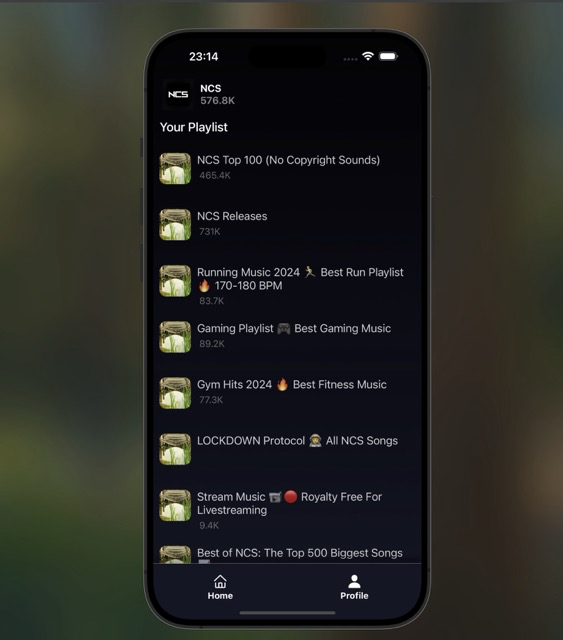 23:14
NCS
NCS
576.8K
Your Playlist
NCS Top 100 (No Copyright Sounds)
465.4K
NCS Releases
731K
Running Music 2024 🏃 Best Run Playlist
🔥 170-180 BPM
83.7K
Gaming Playlist 🎮 Best Gaming Music
89.2K
Gym Hits 2024 🔥 Best Fitness Music
77.3K
LOCKDOWN Protocol 👩‍🚀 All NCS Songs
Stream Music 📹🔴 Royalty Free For
Livestreaming
9.4K
Best of NCS: The Top 500 Biggest Songs
Home
Profile